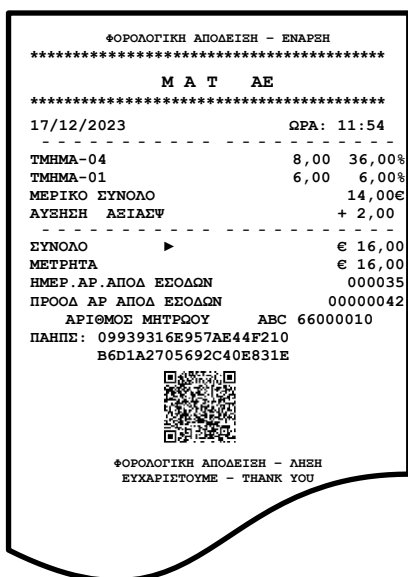 ΦΟΡΟΛΟΓΙΚΗ ΑΠΟΔΕΙΞΗ – ΕΝΑΡΞΗ
*****************************************
Μ Α Τ ΑΕ
*****************************************
17/12/2023 ΩΡΑ: 11:54
- - - - - - - - - - - - - - - - - - - - -
ΤΜΗΜΑ-04 8,00 36,00%
ΤΜΗΜΑ-01 6,00 6,00%
ΜΕΡΙΚΟ ΣΥΝΟΛΟ 14,00€
ΑΥΞΗΣΗ ΑΞΙΑΣΨ + 2,00
- - - - - - - - - - - - - - - - - - - - -
ΣΥΝΟΛΟ ► € 16,00
ΜΕΤΡΗΤΑ € 16,00
ΗΜΕΡ.ΑΡ.ΑΠΟΔ ΕΣΟΔΩΝ 000035
ΠΡΟΟΔ ΑΡ ΑΠΟΔ ΕΣΟΔΩΝ 00000042
ΑΡΙΘΜΟΣ ΜΗΤΡΩΟΥ ABC 66000010
ΠΑΗΠΣ: 09939316E957AE44F210
B6D1A2705692C40E831E
ΦΟΡΟΛΟΓΙΚΗ ΑΠΟΔΕΙΞΗ – ΛΗΞΗ
ΕΥΧΑΡΙΣΤΟΥΜΕ – THANK YOU